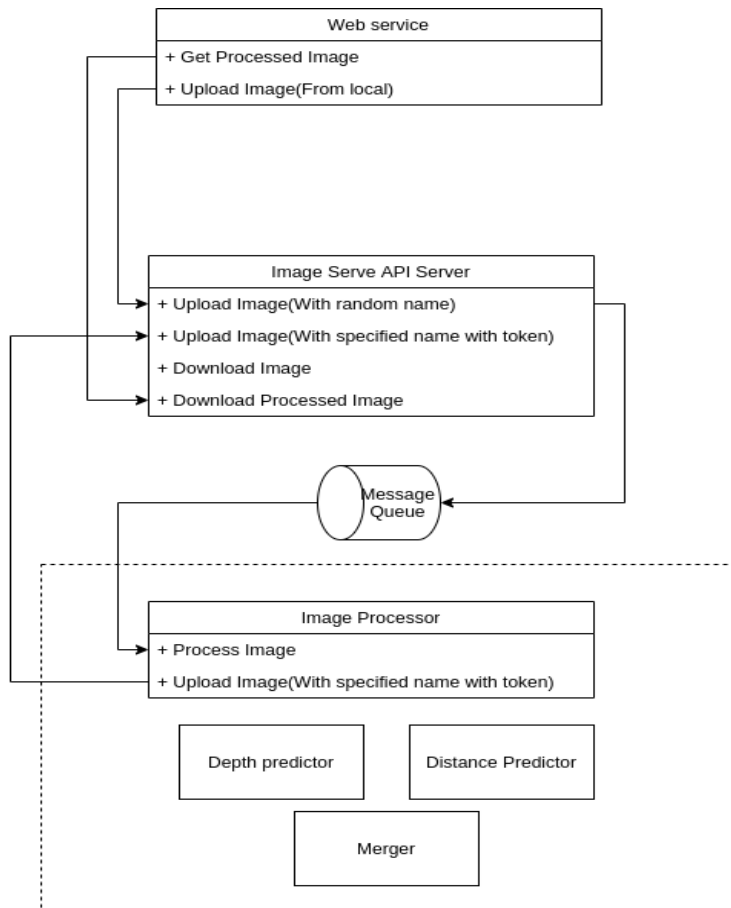 Web service
+ Get Processed Image
+ Upload Image(From local)
Image Serve API Server
+ Upload Image(With random name)
+ Upload Image(With specified name with token)
+ Download Image
+ Download Processed Image
Message
Queue
Image Processor
+ Process Image
+ Upload Image(With specified name with token)
Depth predictor
Distance Predictor
Merger